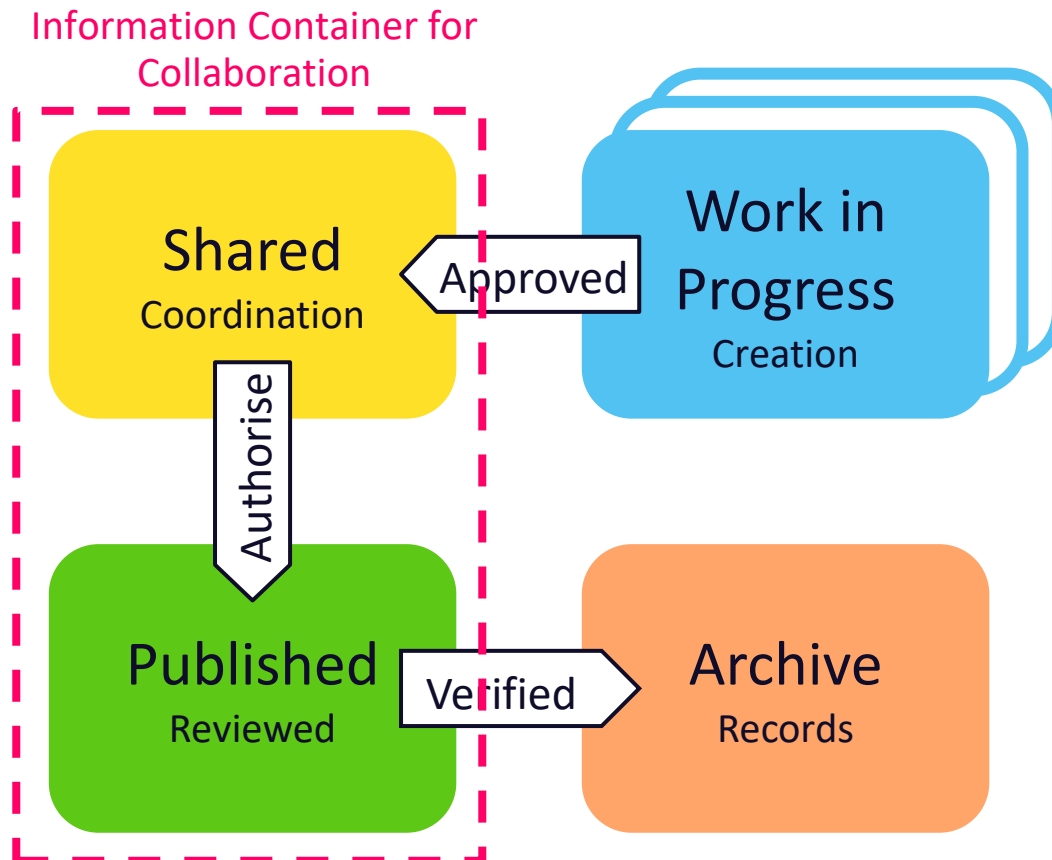 Information Container for
Collaboration
Shared
Coordination
Approved
Work in
Progress
Creation
Authorise
Published
Reviewed
Verified
Archive
Records